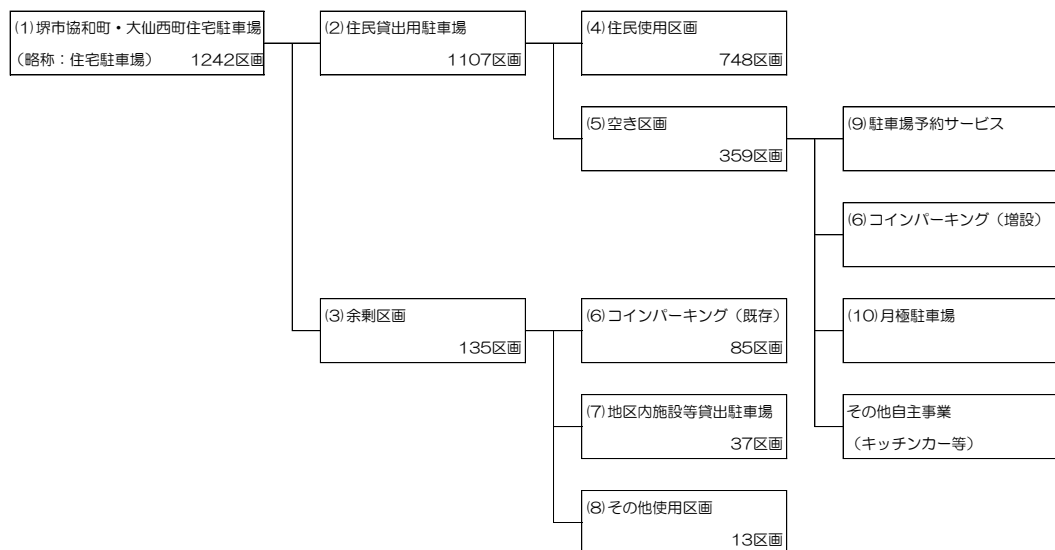 (1)堺市協和町・大仙西町住宅駐車場
(略称：住宅駐車場） 1242区画
(2)住民貸出用駐車場
1107区画
(4)住民使用区画
748区画
(5)空き区画
359区画
(9)駐車場予約サービス
(6)コインパーキング（増設）
(10)月極駐車場
その他自主事業
（キッチンカー等）
(3)余剰区画
135区画
(6)コインパーキング（既存）
85区画
(7)地区内施設等貸出駐車場
37区画
(8)その他使用区画
13区画